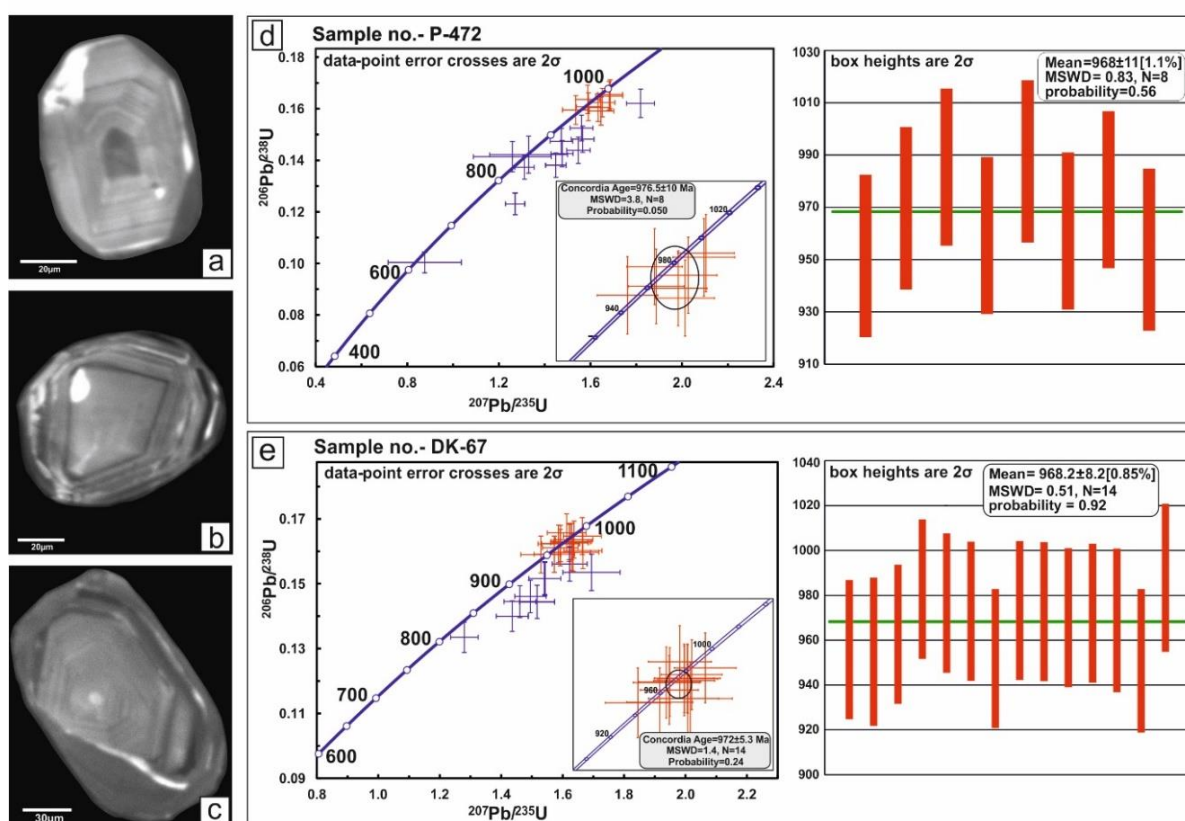 20μm
a
20μm
b
30μm
c
d
Sample no.- P-472
data-point error crosses are 2σ
206Pb/238U
0.18
0.16
0.14
0.12
0.10
0.08
0.06
0.4
0.8
1.2
1.6
2.0
2.4
207Pb/235U
400
600
800
1000
Concordia Age=976.5±10 Ma
MSWD=3.8, N=8
Probability=0.050
940
980
1020
box heights are 2σ
Mean=968±11[1.1%]
MSWD= 0.83, N=8
probability=0.56
1030
1010
990
970
950
930
910
e
Sample no.- DK-67
data-point error crosses are 2σ
206Pb/238U
0.17
0.15
0.13
0.11
0.09
0.8
1.0
1.2
1.4
1.6
1.8
2.0
2.2
207Pb/235U
600
700
800
900
1000
1100
920
960
1000
Concordia Age=972±5.3 Ma
MSWD=1.4, N=14
Probability=0.24
box heights are 2σ
Mean= 968.2±8.2[0.85%]
MSWD= 0.51, N=14
probability = 0.92
1040
1020
1000
980
960
940
920
900